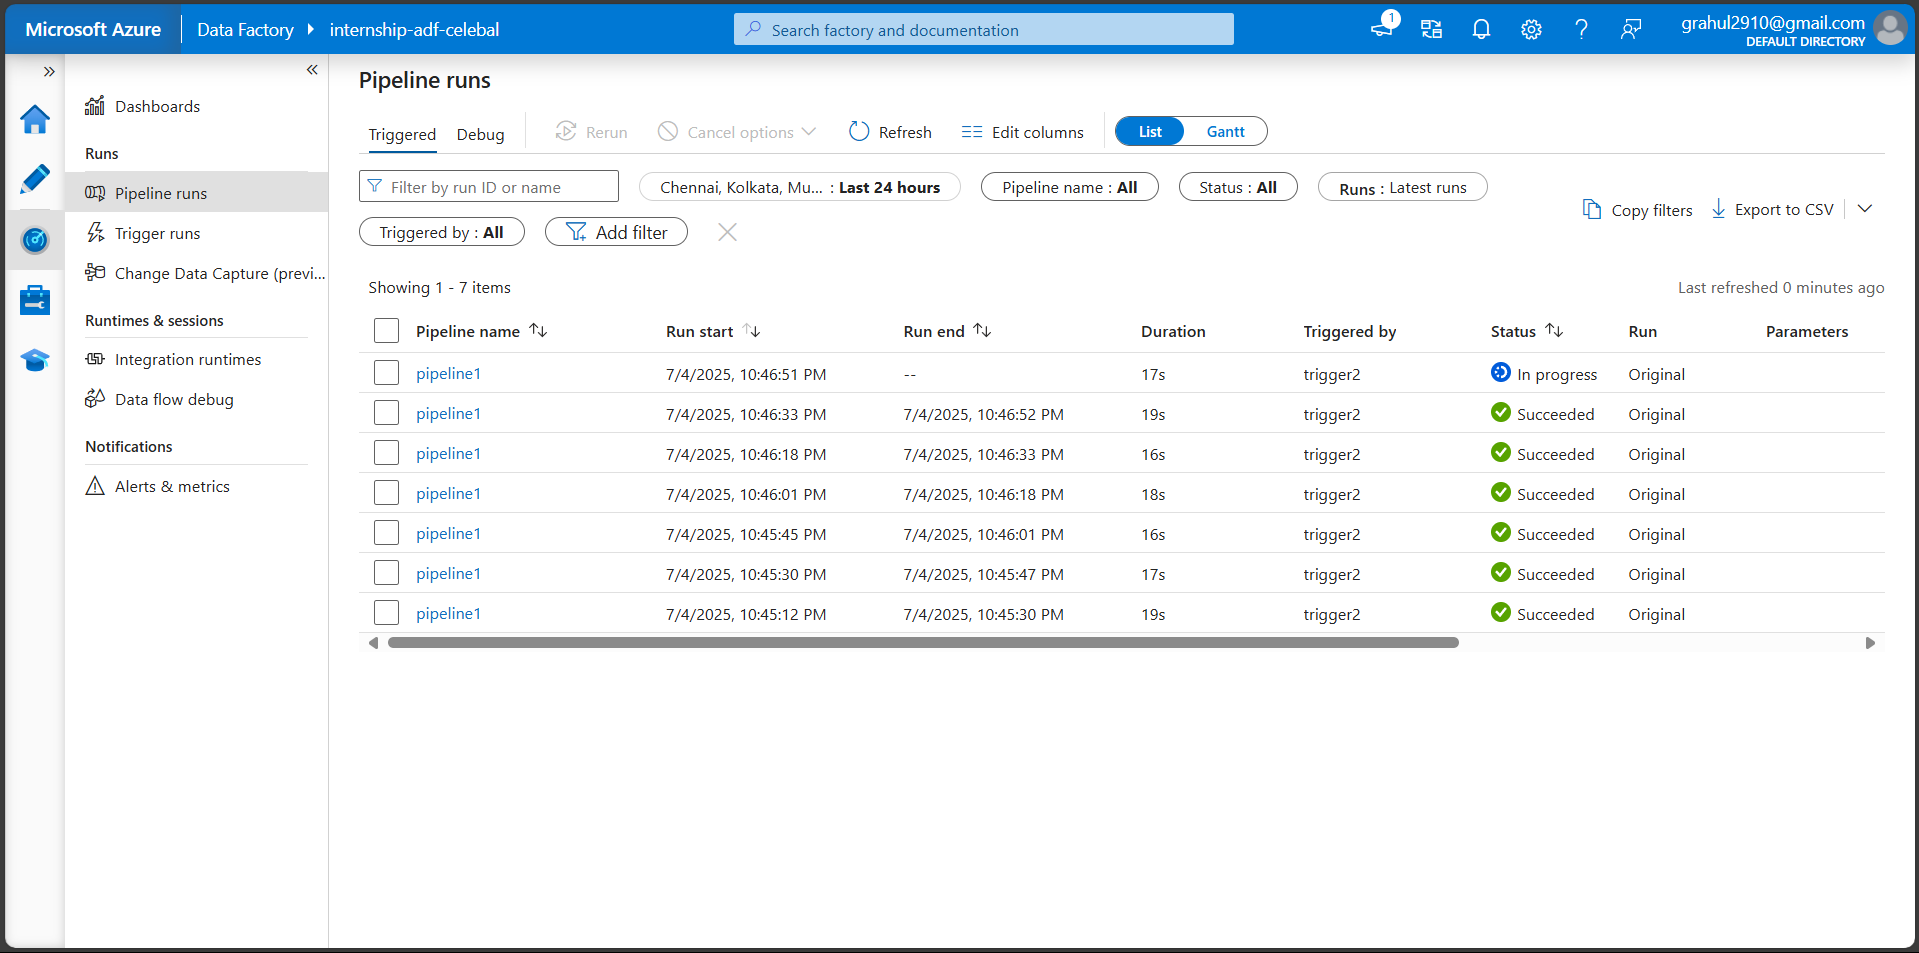 Microsoft Azure
Data Factory
internship-adf-celebal
Search factory and documentation
1
grahul2910@gmail.com
DEFAULT DIRECTORY
Dashboards
Runs
Pipeline runs
Trigger runs
Change Data Capture (previ...
Runtimes & sessions
Integration runtimes
Data flow debug
Notifications
Alerts & metrics
Pipeline runs
Triggered Debug Rerun Cancel options Refresh Edit columns List Gantt
Filter by run ID or name
Chennai, Kolkata, Mu... : Last 24 hours
Pipeline name : All
Status : All
Runs : Latest runs
Triggered by : All
Add filter
Copy filters
Export to CSV
Showing 1 - 7 items
Last refreshed 0 minutes ago
Pipeline name Run start Run end Duration Triggered by Status Run Parameters
pipeline1 7/4/2025, 10:46:51 PM -- 17s trigger2 In progress Original
pipeline1 7/4/2025, 10:46:33 PM 7/4/2025, 10:46:52 PM 19s trigger2 Succeeded Original
pipeline1 7/4/2025, 10:46:18 PM 7/4/2025, 10:46:33 PM 16s trigger2 Succeeded Original
pipeline1 7/4/2025, 10:46:01 PM 7/4/2025, 10:46:18 PM 18s trigger2 Succeeded Original
pipeline1 7/4/2025, 10:45:45 PM 7/4/2025, 10:46:01 PM 16s trigger2 Succeeded Original
pipeline1 7/4/2025, 10:45:30 PM 7/4/2025, 10:45:47 PM 17s trigger2 Succeeded Original
pipeline1 7/4/2025, 10:45:12 PM 7/4/2025, 10:45:30 PM 19s trigger2 Succeeded Original